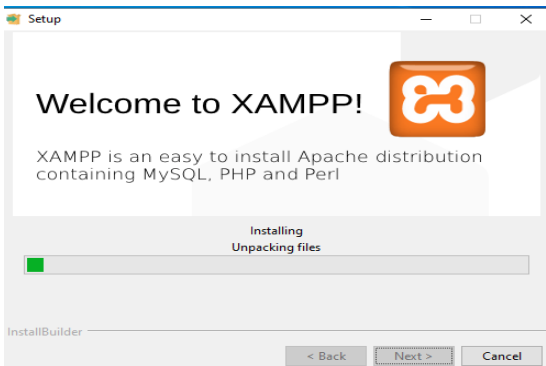 Setup
Welcome to XAMPP!
XAMPP is an easy to install Apache distribution
containing MySQL, PHP and Perl
Installing
Unpacking files
InstallBuilder
< Back
Next >
Cancel